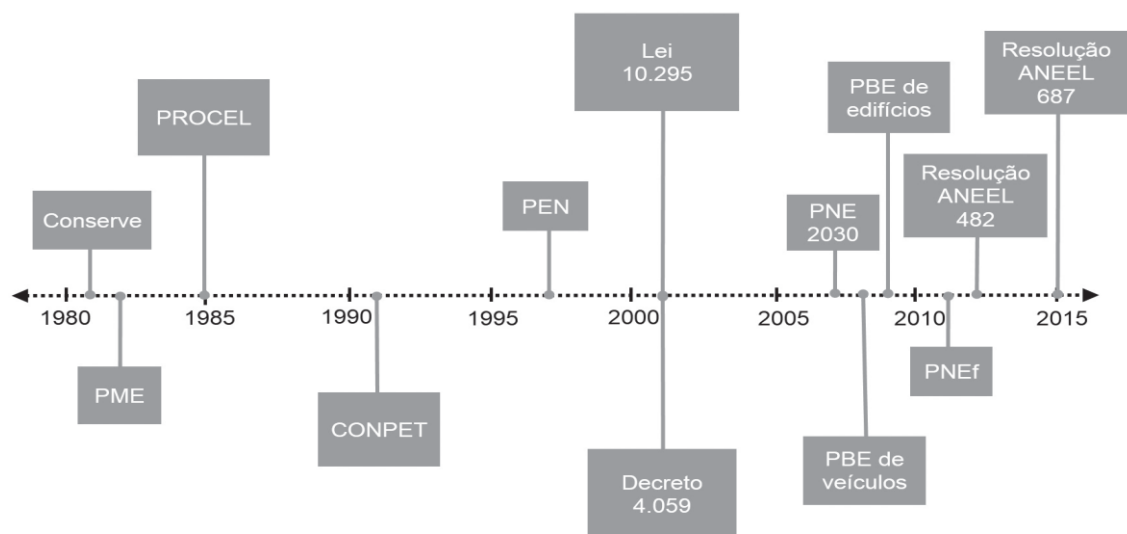 Lei
10.295
Resolução
ANEEL
687
PROCEL
PBE de
edifícios
Resolução
ANEEL
482
Conserve
PEN
PNE
2030
1980
1985
1990
1995
2000
2005
2010
2015
PME
CONPET
PNEf
PBE de
veículos
Decreto
4.059